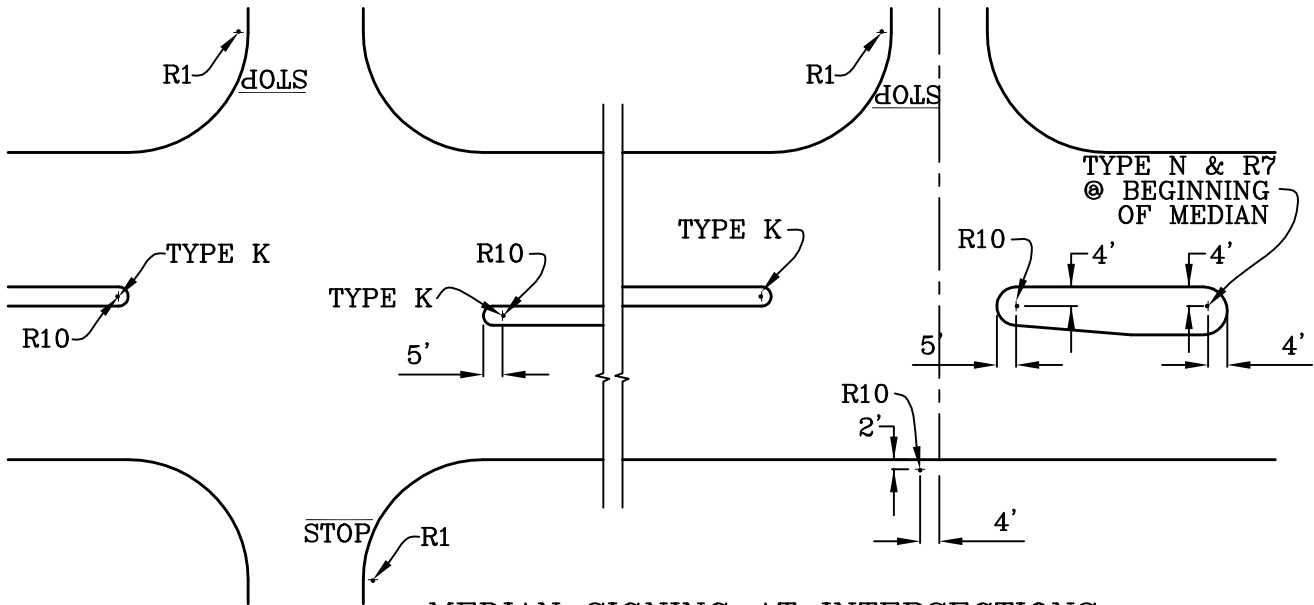 R1
STOP
R1
STOP
TYPE N & R7
@ BEGINNING
OF MEDIAN
TYPE K
R10
TYPE K
R10
TYPE K
R10
4'
4'
R10
5'
5'
4'
R10
2'
STOP
R1
4'
MEDIAN SIGNING AT INTERSECTIONS